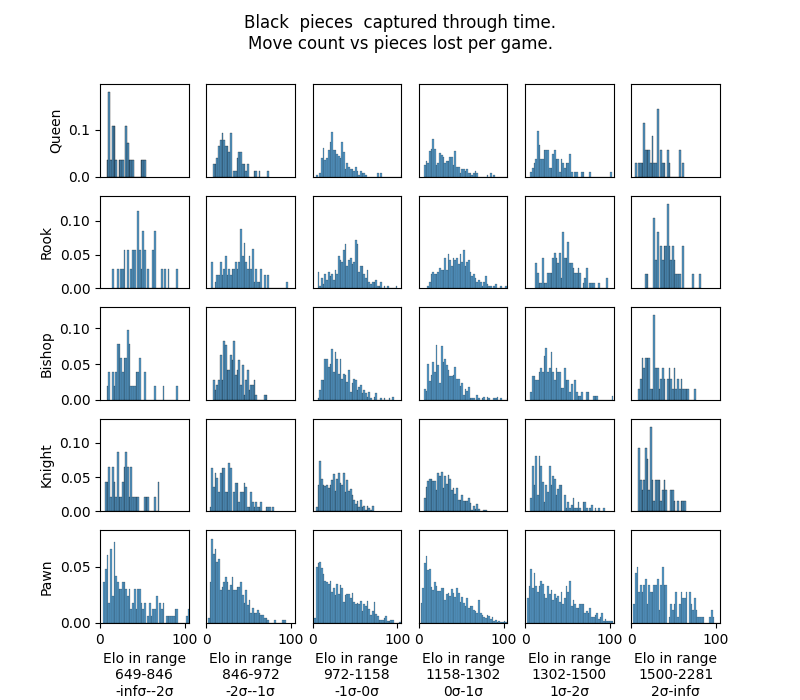 Black  pieces  captured through time.
Move count vs pieces lost per game.
Queen
0.1
0.0
Rook
0.10
0.05
0.00
Bishop
0.10
0.05
0.00
Knight
0.10
0.05
0.00
Pawn
0.05
0.00
0 100 0 100 0 100 0 100 0 100 0 100
Elo in range Elo in range Elo in range Elo in range Elo in range Elo in range
649-846 846-972 972-1158 1158-1302 1302-1500 1500-2281
-infσ--2σ -2σ--1σ -1σ-0σ 0σ-1σ 1σ-2σ 2σ-infσ